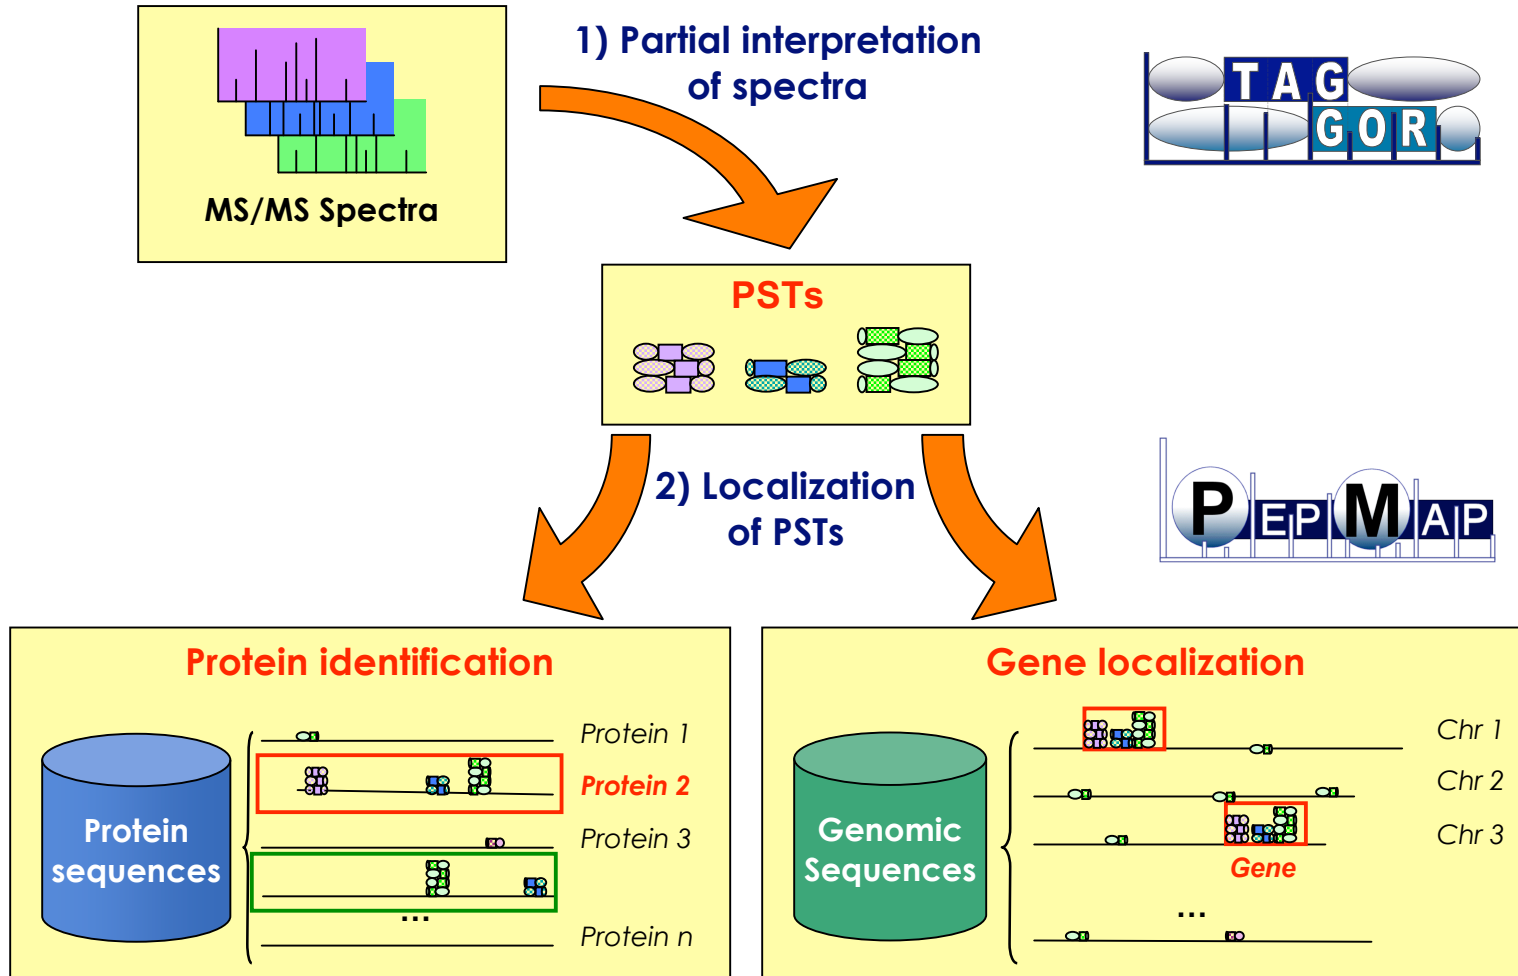 1) Partial interpretation
of spectra
TAG
GOR
MS/MS Spectra
PSTs
2) Localization
of PSTs
PEPMAP
Protein identification
Protein
sequences
Protein 1
Protein 2
Protein 3
...
Protein n
Gene localization
Genomic
Sequences
Chr 1
Chr 2
Chr 3
Gene
...